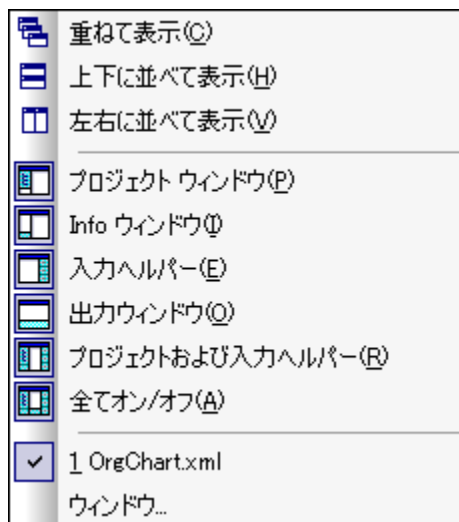 重ねて表示(C)
上下に並べて表示(H)
左右に並べて表示(V)
プロジェクト ウィンドウ(P)
Info ウィンドウ(I)
入力ヘルパー(E)
出力ウィンドウ(O)
プロジェクトおよび入力ヘルパー(R)
全てオン/オフ(A)
1 OrgChart.xml
ウィンドウ...